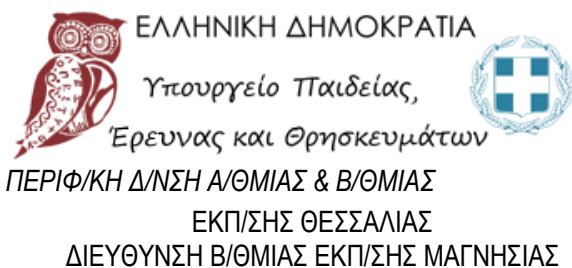 ΕΛΛΗΝΙΚΗ ΔΗΜΟΚΡΑΤΙΑ
Υπουργείο Παιδείας,
Έρευνας και Θρησκευμάτων
ΠΕΡΙΦ/ΚΗ Δ/ΝΣΗ Α/ΘΜΙΑΣ & Β/ΘΜΙΑΣ
ΕΚΠ/ΣΗΣ ΘΕΣΣΑΛΙΑΣ
ΔΙΕΥΘΥΝΣΗ Β/ΘΜΙΑΣ ΕΚΠ/ΣΗΣ ΜΑΓΝΗΣΙΑΣ